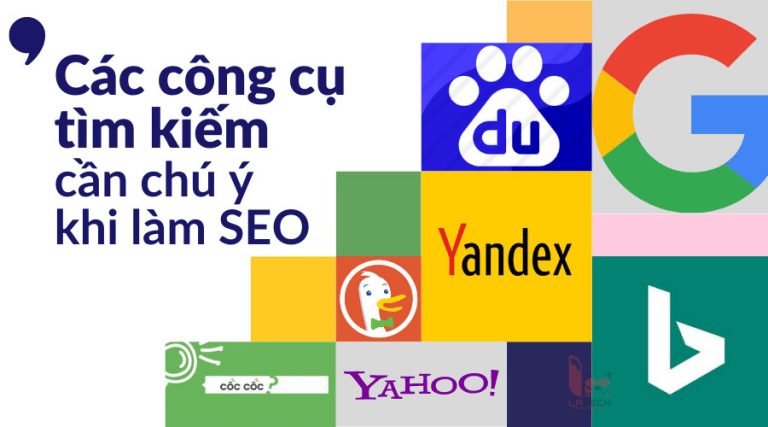 Các công cụ
tìm kiếm
cần chú ý
khi làm SEO
du
Yandex
CỐC CỐC
YAHOO!